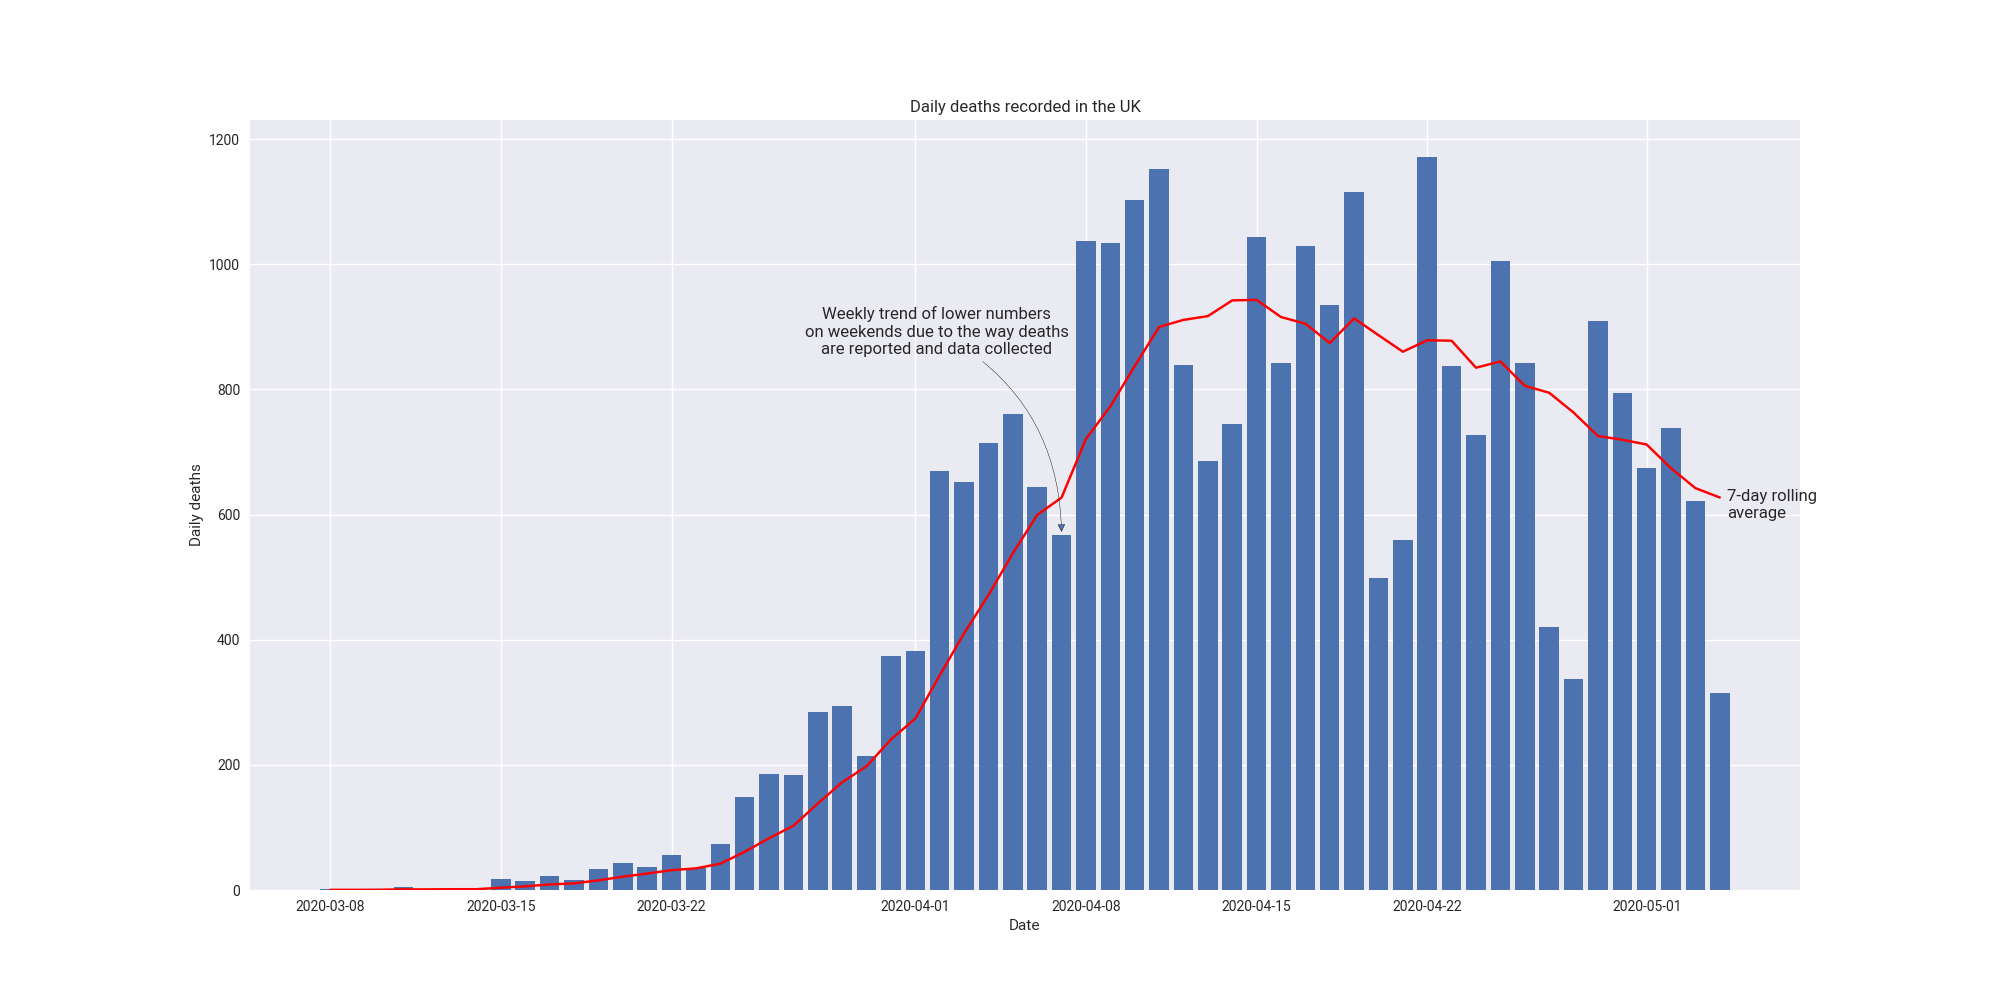 Daily deaths recorded in the UK
1200
1000
800
600
400
200
0
Daily deaths
Weekly trend of lower numbers
on weekends due to the way deaths
are reported and data collected
7-day rolling
average
2020-03-08
2020-03-15
2020-03-22
2020-04-01
2020-04-08
2020-04-15
2020-04-22
2020-05-01
Date